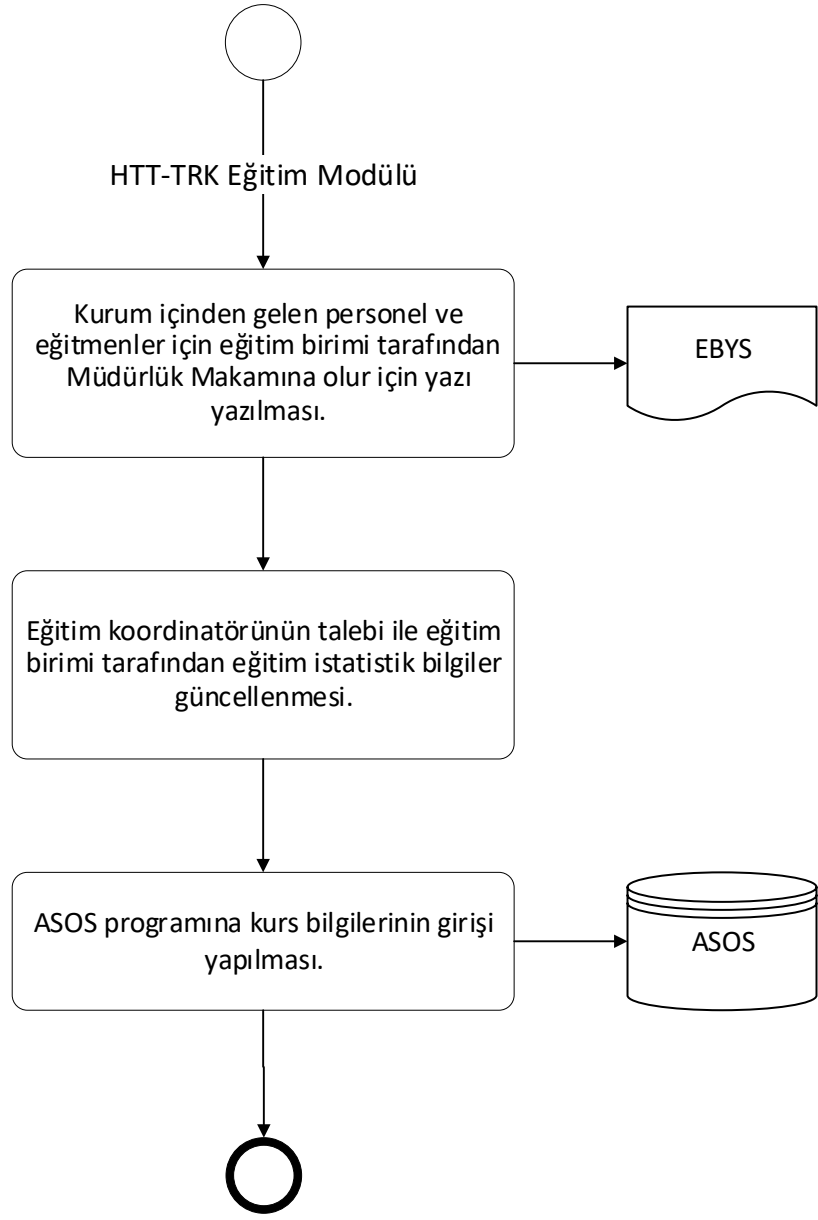 HTT-TRK Eğitim Modülü
Kurum içinden gelen personel ve
eğitmenler için eğitim birimi tarafından
Müdürlük Makamına olur için yazı
yazılması.
EBYS
Eğitim koordinatörünün talebi ile eğitim
birimi tarafından eğitim istatistik bilgiler
güncellenmesi.
ASOS programına kurs bilgilerinin girişi
yapılması.
ASOS